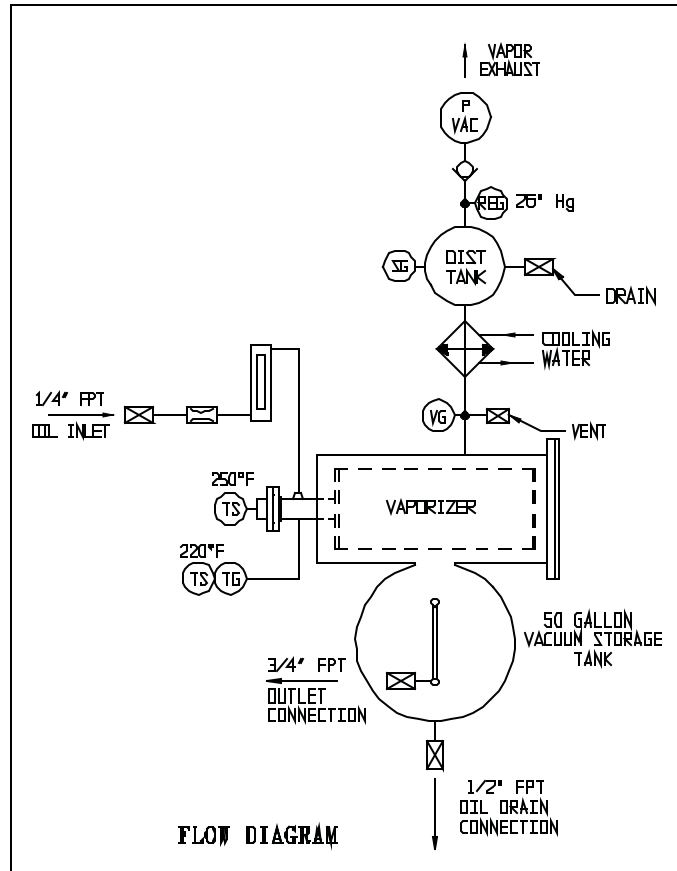 VAPOR
EXHAUST
P
VAC
REG 26" Hg
SG
DIST
TANK
DRAIN
COOLING
WATER
1/4" FPT
OIL INLET
VG
VENT
250°F
TS
VAPORIZER
220°F
TS TG
50 GALLON
VACUUN STORAGE
TANK
3/4" FPT
OUTLET
CONNECTION
1/2" FPT
OIL DRAIN
CONNECTION
FLOW DIAGRAM